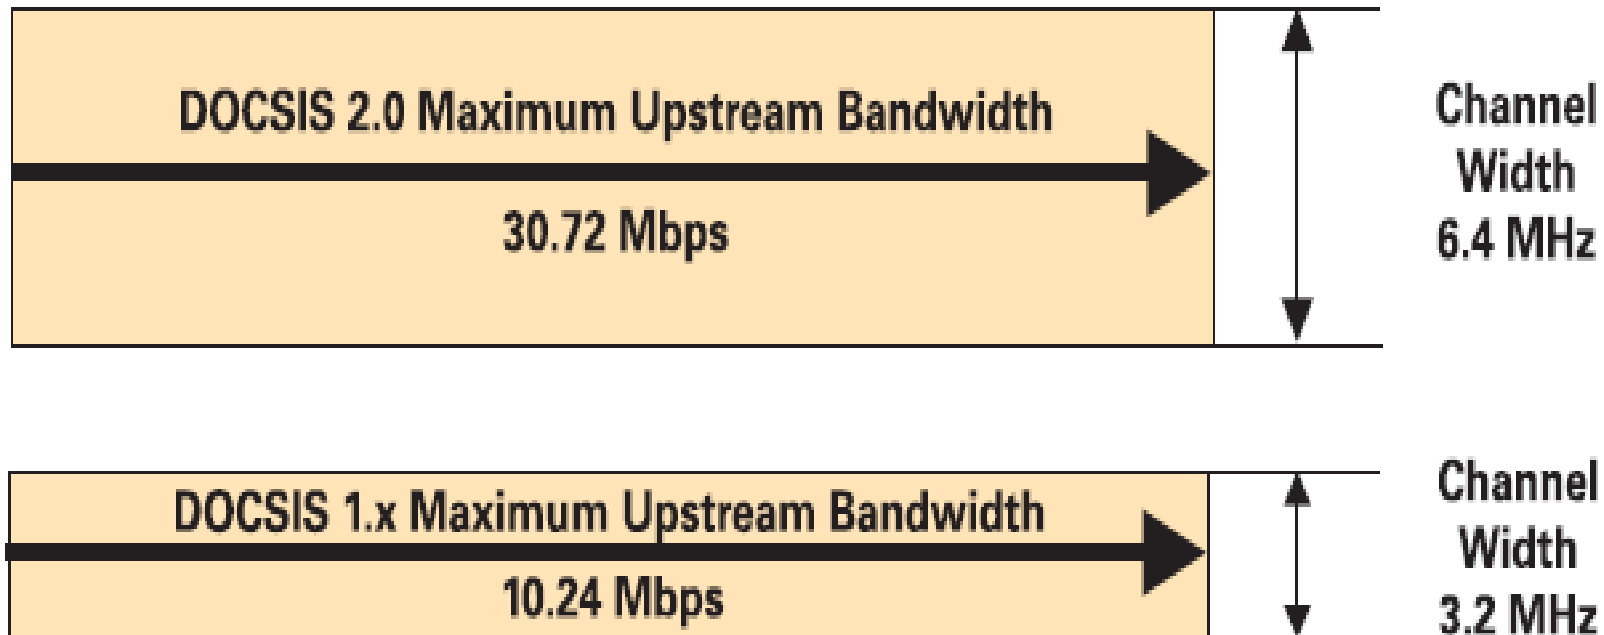 DOCSIS 2.0 Maximum Upstream Bandwidth
30.72 Mbps
Channel
Width
6.4 MHz
DOCSIS 1.x Maximum Upstream Bandwidth
10.24 Mbps
Channel
Width
3.2 MHz